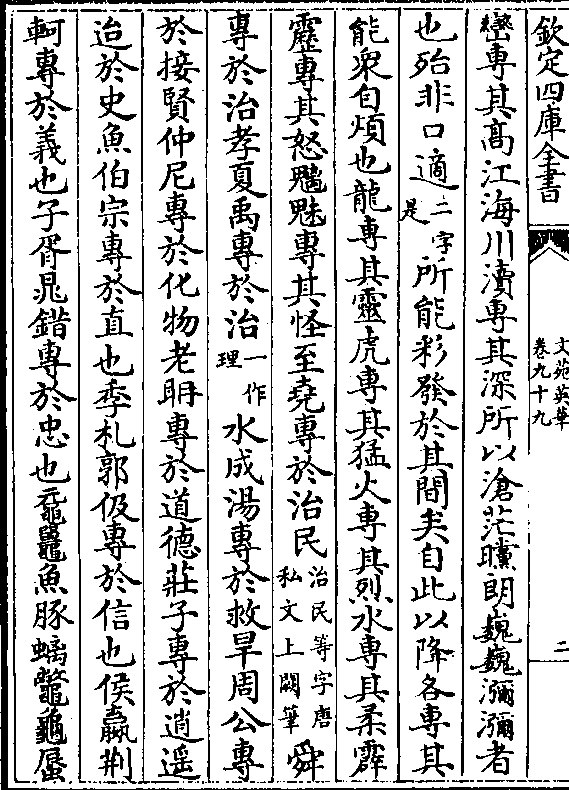 欽定四庫全書
文苑英華
卷九十九
二
巒專其高江海川瀆專其深所以滄茫曠朗巍巍瀰瀰者
也殆非口適二字是所能彩發於其間矣自此以降各專其
能衆自煩也龍專其靈虎專其猛火專其烈水專其柔霹
靂專其怒魑魅專其怪至堯專於治民治民等字唐文上闕華私舜
專於治孝夏禹專於治一作理水成湯專於救旱周公專
於接賢仲尼專於化物老耼專於道德莊子專於逍遥
迨於史魚伯宗專於直也季札郭伋專於信也侯嬴荆
軻專於義也子胥晁錯專於忠也黿鼉魚豚螭鼈龜蜃